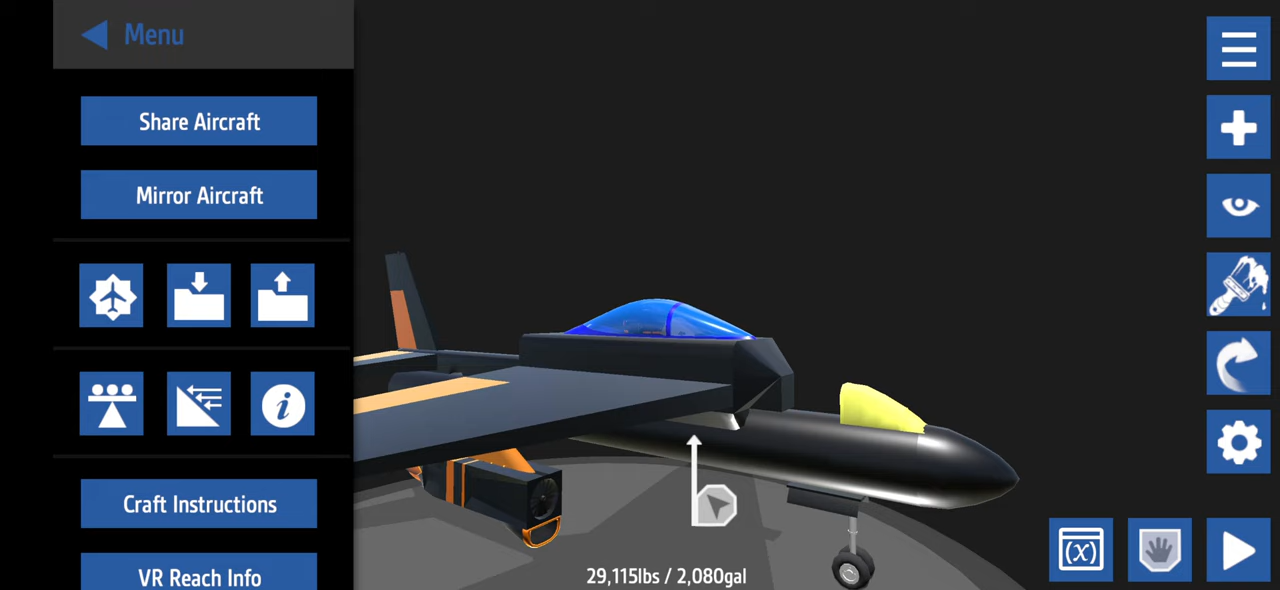 Menu
Share Aircraft
Mirror Aircraft
i
Craft Instructions
VR Reach Info
29,115lbs / 2,080gal
(x)